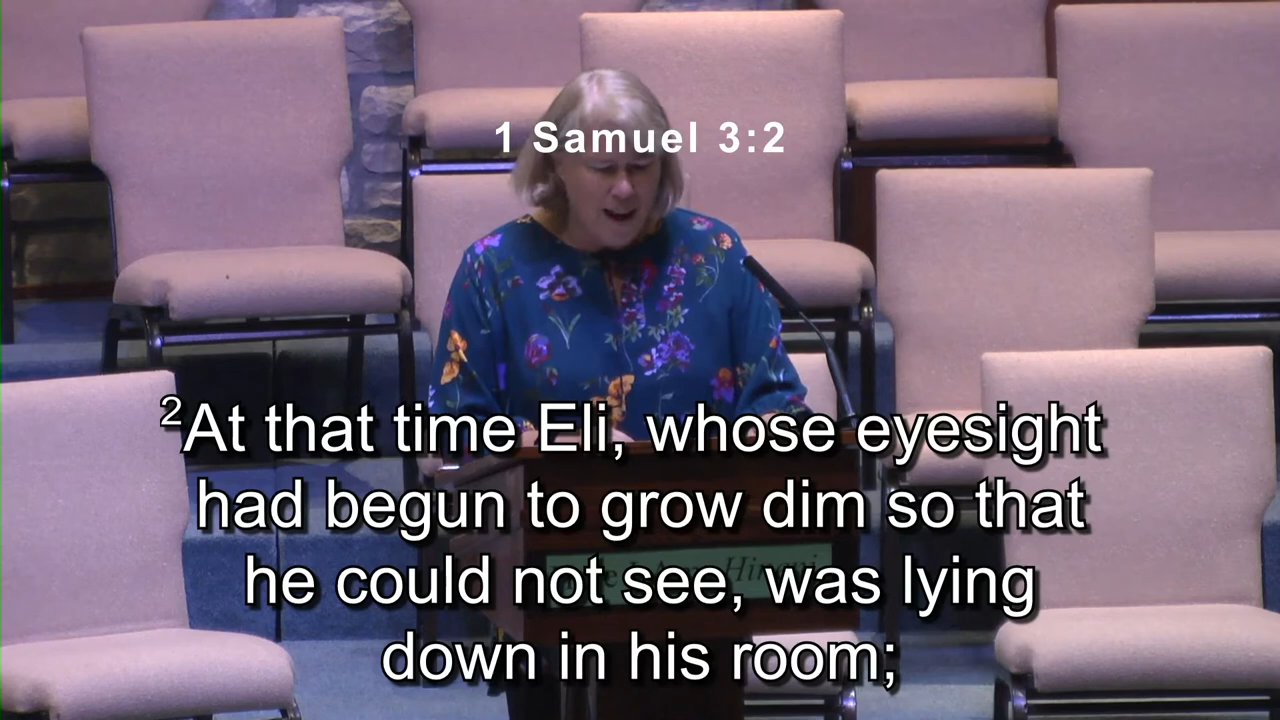 1 Samuel 3:2
²At that time Eli, whose eyesight
had begun to grow dim so that
he could not see, was lying
down in his room;